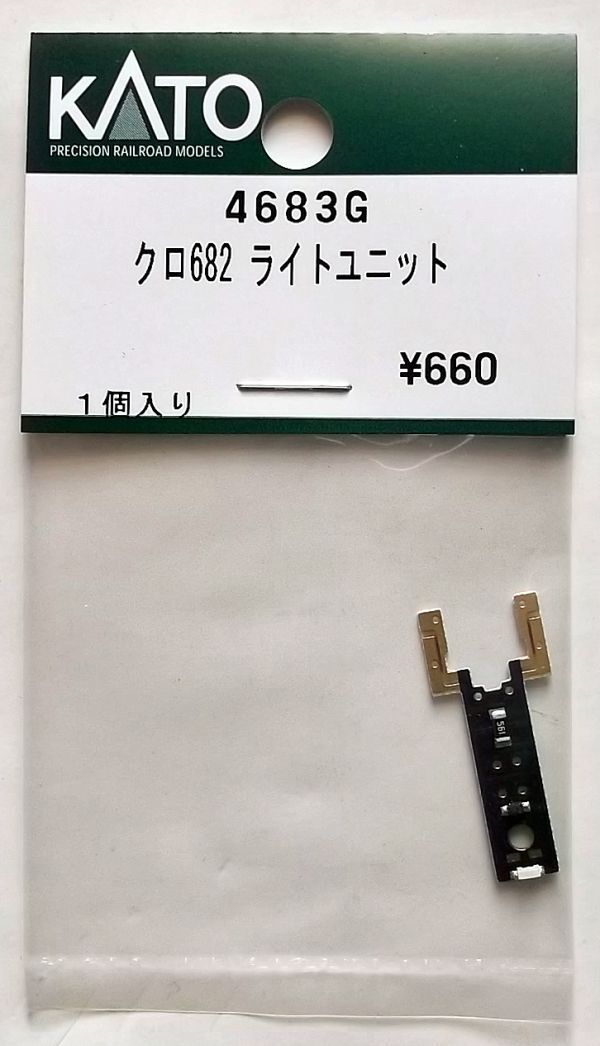 KATO
PRECISION RAILROAD MODELS
4683G
クロ682 ライトユニット
¥660
1個入り
561